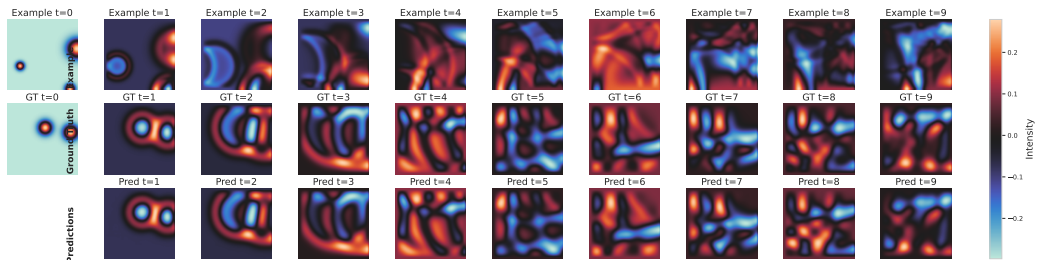 Example t=0 Example t=1 Example t=2 Example t=3 Example t=4 Example t=5 Example t=6 Example t=7 Example t=8 Example t=9
GT t=0 GT t=1 GT t=2 GT t=3 GT t=4 GT t=5 GT t=6 GT t=7 GT t=8 GT t=9
Ground Truth
Pred t=1 Pred t=2 Pred t=3 Pred t=4 Pred t=5 Pred t=6 Pred t=7 Pred t=8 Pred t=9
Predictions
0.2
0.1
0.0
−0.1
−0.2
Intensity